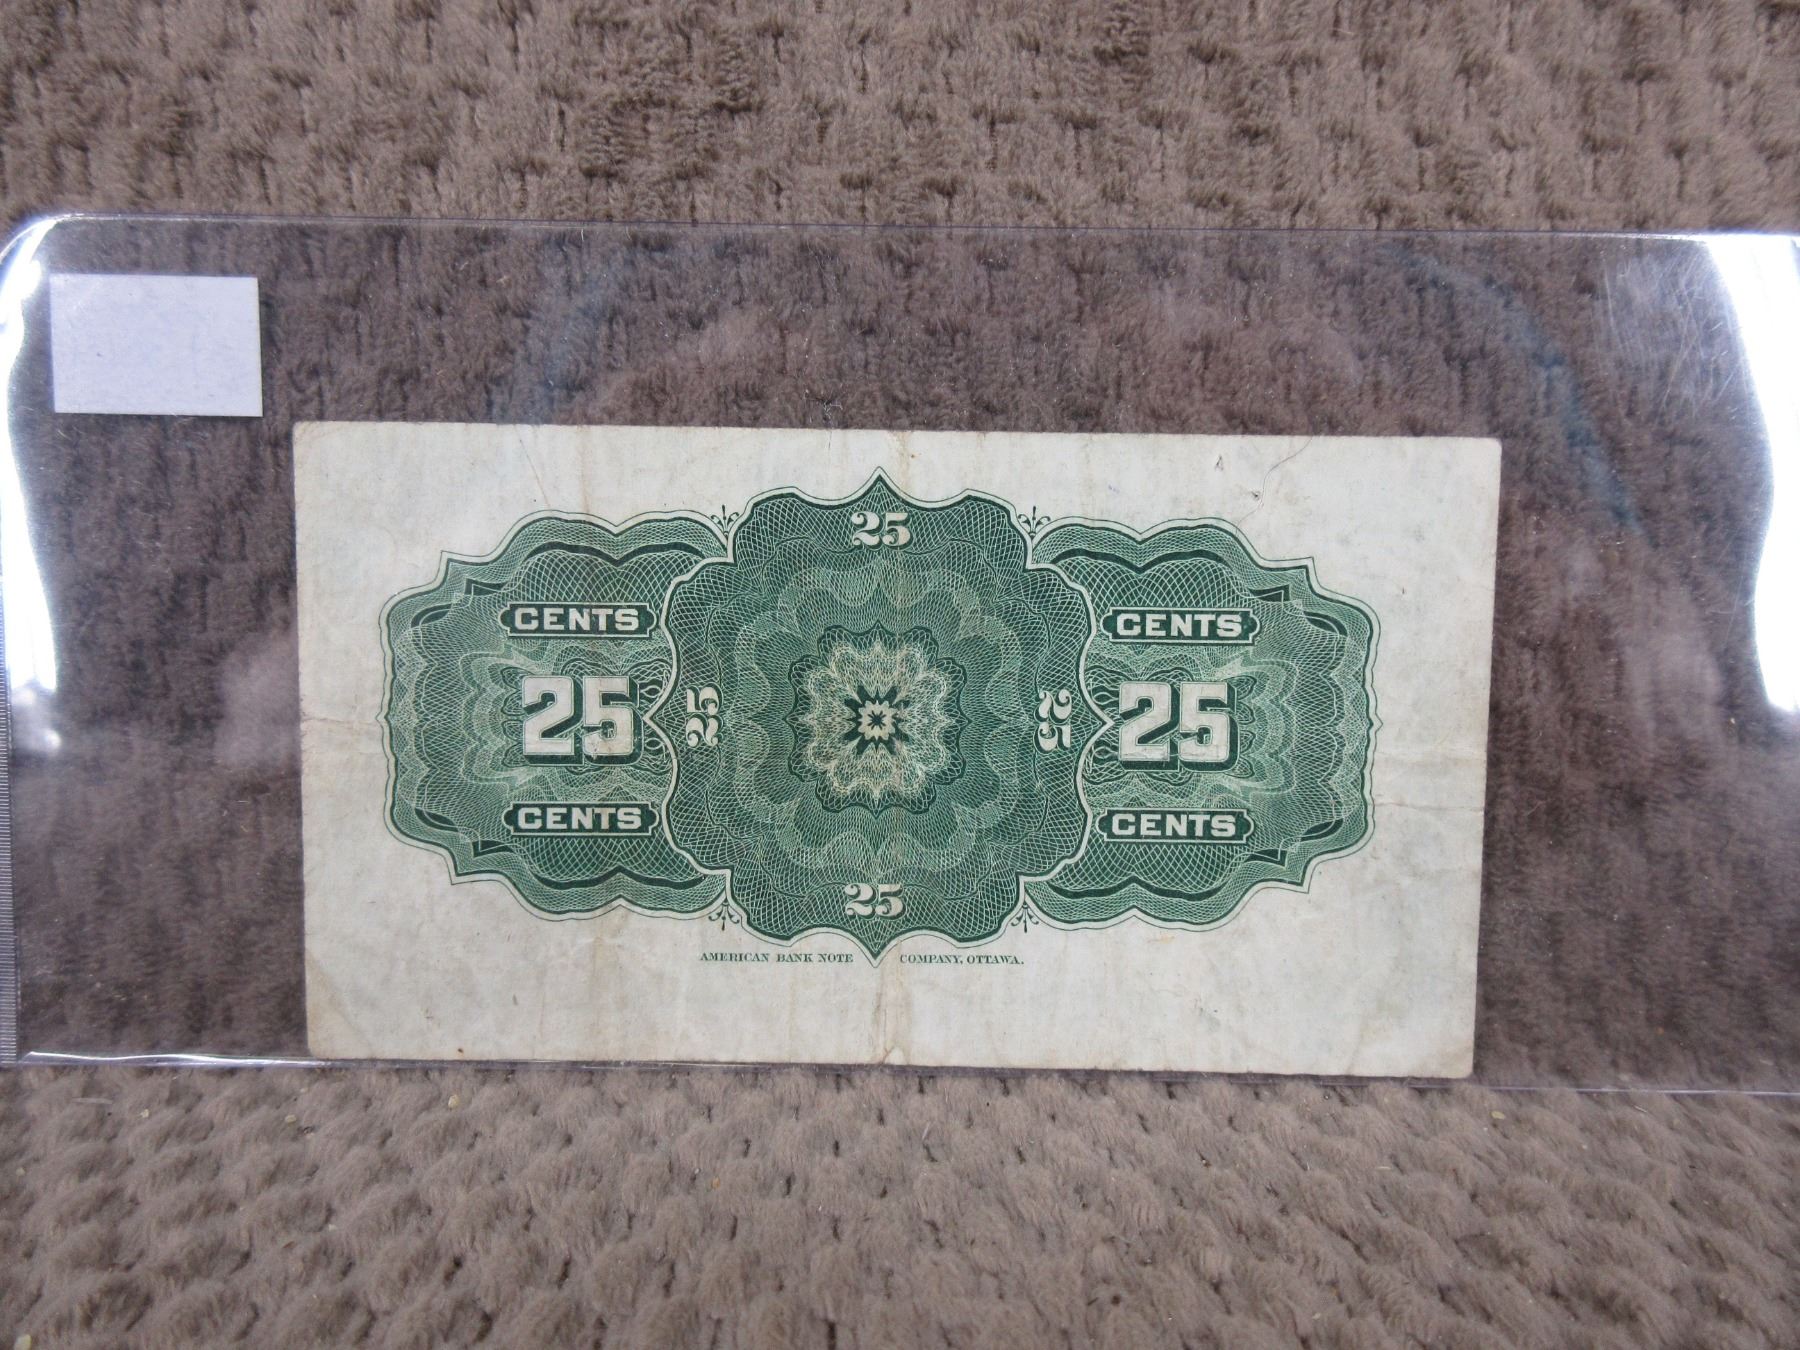 25
CENTS CENTS
25 25 25 25
CENTS CENTS
25
AMERICAN BANK NOTE COMPANY, OTTAWA.